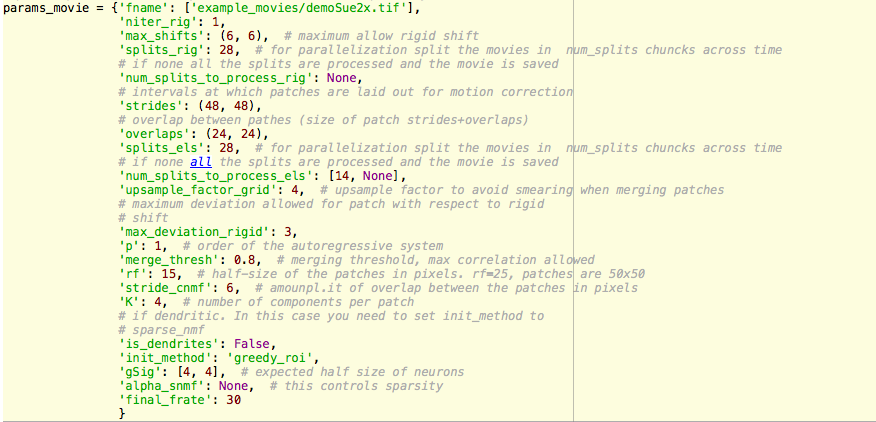 params_movie = {'fname': ['example_movies/demoSue2x.tif'],
'niter_rig': 1,
'max_shifts': (6, 6),  # maximum allow rigid shift
'splits_rig': 28,  # for parallelization split the movies in  num_splits chuncks across time
# if none all the splits are processed and the movie is saved
'num_splits_to_process_rig': None,
# intervals at which patches are laid out for motion correction
'strides': (48, 48),
# overlap between pathes (size of patch strides+overlaps)
'overlaps': (24, 24),
'splits_els': 28,  # for parallelization split the movies in  num_splits chuncks across time
# if none all the splits are processed and the movie is saved
'num_splits_to_process_els': [14, None],
'upsample_factor_grid': 4,  # upsample factor to avoid smearing when merging patches
# maximum deviation allowed for patch with respect to rigid
# shift
'max_deviation_rigid': 3,
'p': 1,  # order of the autoregressive system
'merge_thresh': 0.8,  # merging threshold, max correlation allowed
'rf': 15,  # half-size of the patches in pixels. rf=25, patches are 50x50
'stride_cnmf': 6,  # amounpl.it of overlap between the patches in pixels
'K': 4,  # number of components per patch
# if dendritic. In this case you need to set init_method to
# sparse_nmf
'is_dendrites': False,
'init_method': 'greedy_roi',
'gSig': [4, 4],  # expected half size of neurons
'alpha_snmf': None,  # this controls sparsity
'final_frate': 30
}